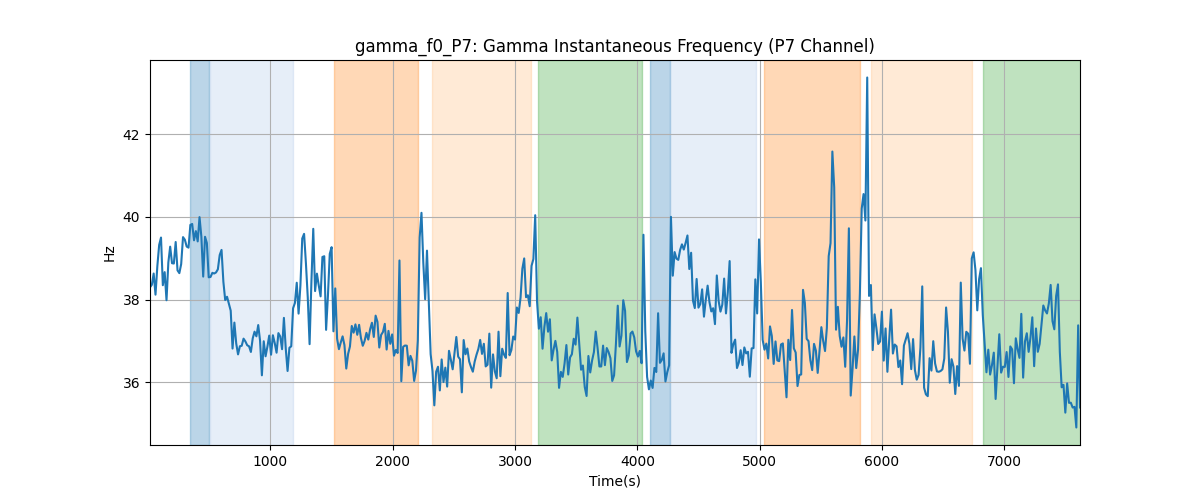 gamma_f0_P7: Gamma Instantaneous Frequency (P7 Channel)
Hz
42
40
38
36
1000 2000 3000 4000 5000 6000 7000
Time(s)